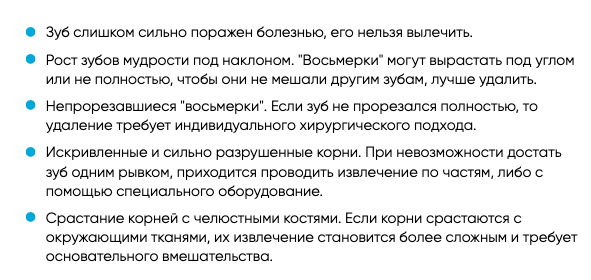 Зуб слишком сильно поражен болезнью, его нельзя вылечить.
Рост зубов мудрости под наклоном. "Восьмерки" могут вырастать под углом
или не полностью, чтобы они не мешали другим зубам, лучше удалить.
Непрорезавшиеся "восьмерки". Если зуб не прорезался полностью, то
удаление требует индивидуального хирургического подхода.
Искривленные и сильно разрушенные корни. При невозможности достать
зуб одним рывком, приходится проводить извлечение по частям, либо с
помощью специального оборудование.
Срастание корней с челюстными костями. Если корни срастаются с
окружающими тканями, их извлечение становится более сложным и требует
основательного вмешательства.